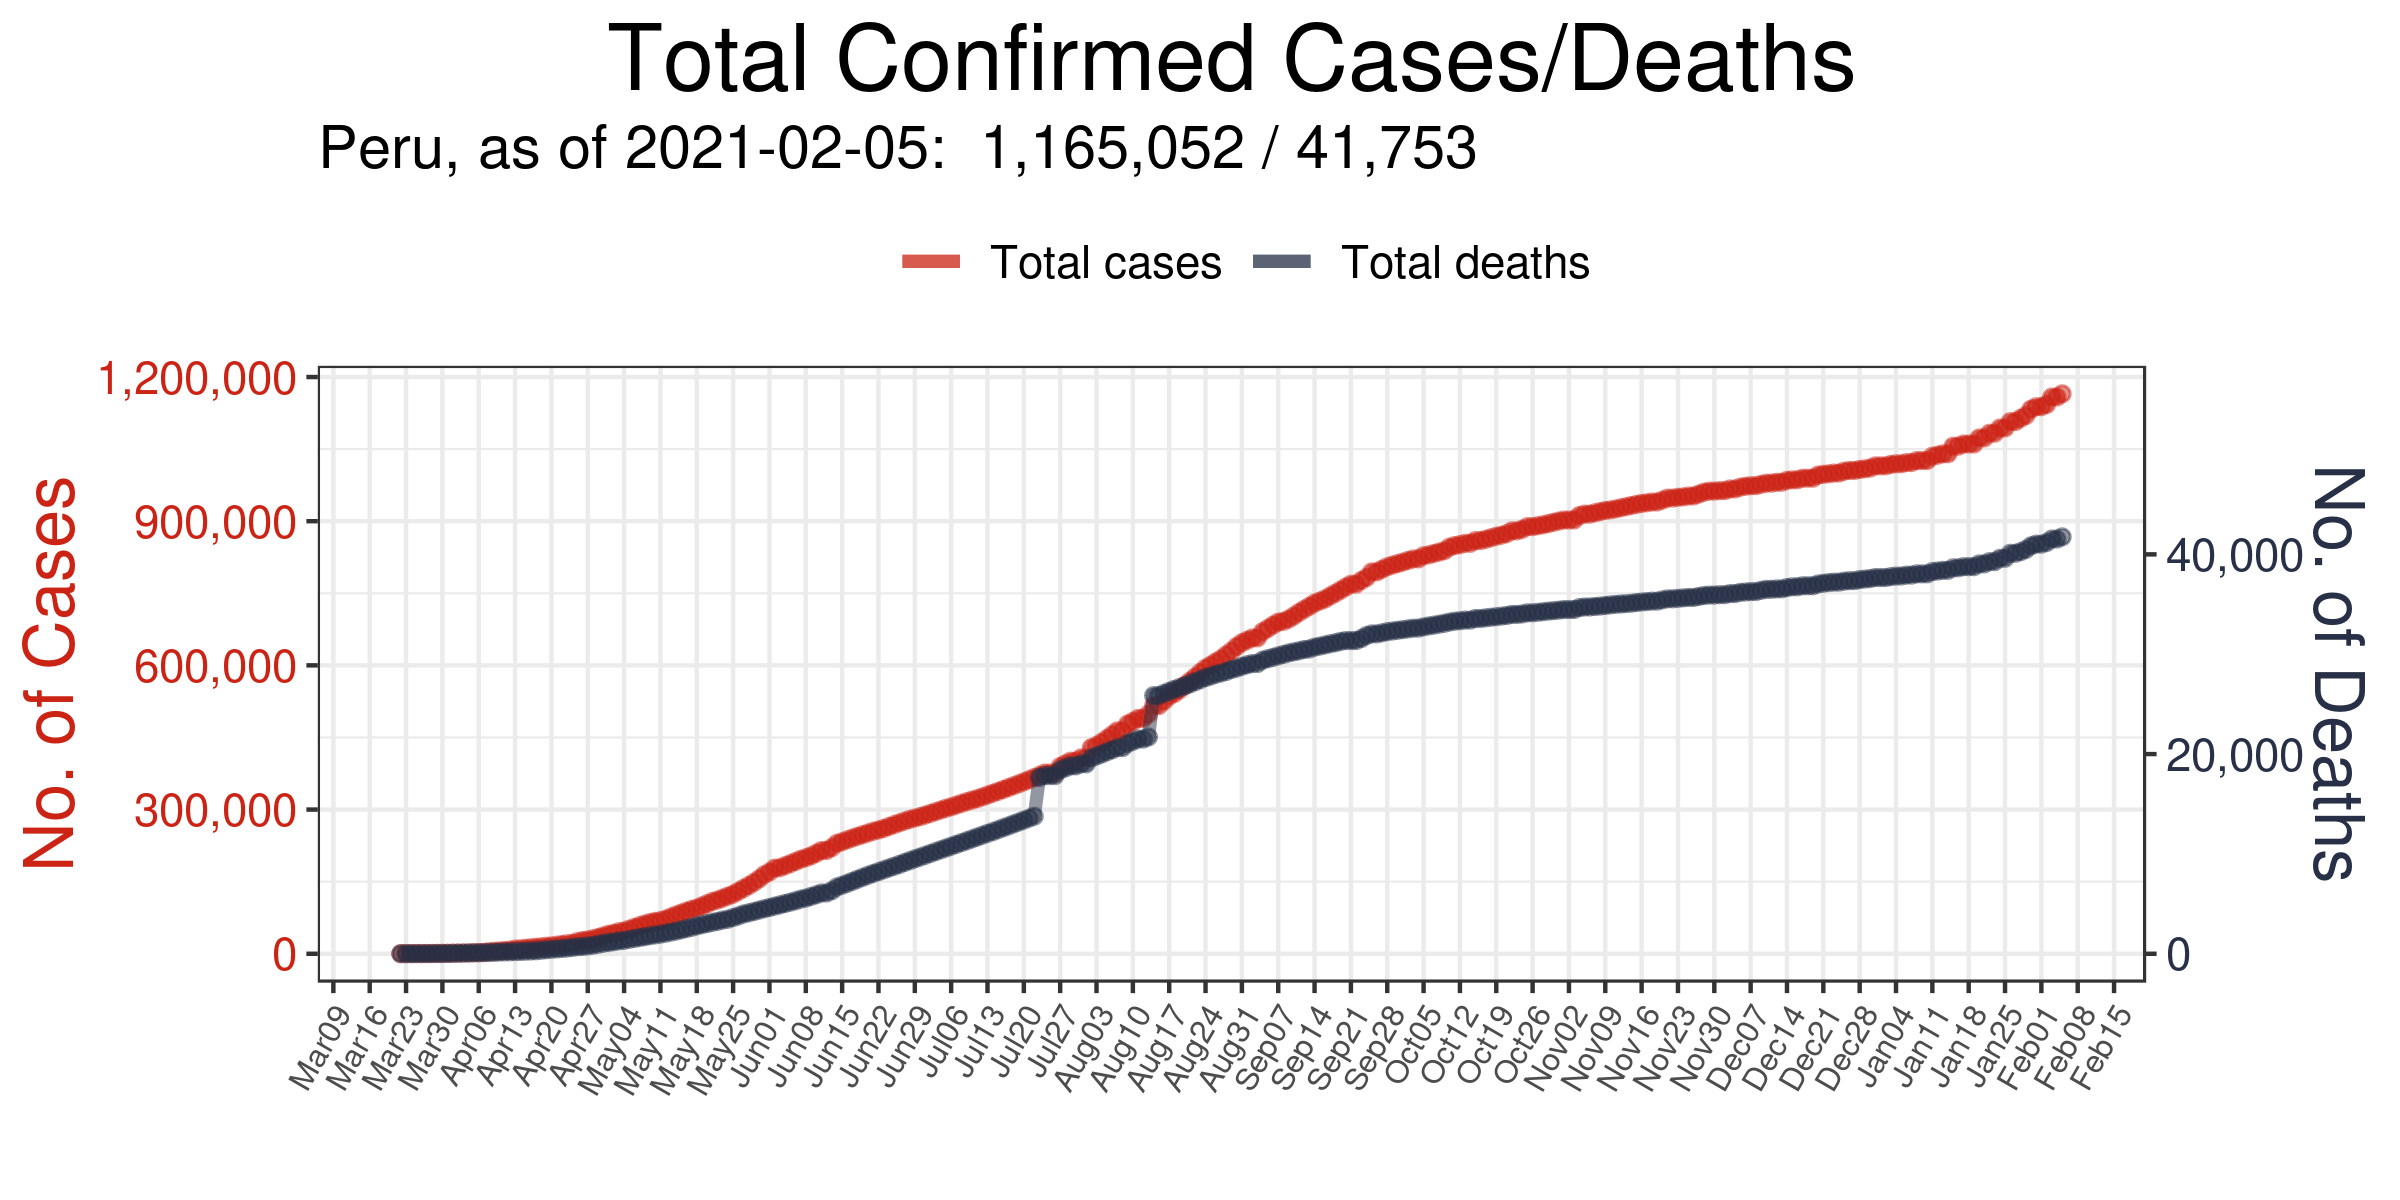 Total Confirmed Cases/Deaths
Peru, as of 2021-02-05:  1,165,052 / 41,753
Total cases
Total deaths
No. of Cases
1,200,000
900,000
600,000
300,000
0
40,000
20,000
0
No. of Deaths
Mar09
Mar16
Mar23
Mar30
Apr06
Apr13
Apr20
Apr27
May04
May11
May18
May25
Jun01
Jun08
Jun15
Jun22
Jun29
Jul06
Jul13
Jul20
Jul27
Aug03
Aug10
Aug17
Aug24
Aug31
Sep07
Sep14
Sep21
Sep28
Oct05
Oct12
Oct19
Oct26
Nov02
Nov09
Nov16
Nov23
Nov30
Dec07
Dec14
Dec21
Dec28
Jan04
Jan11
Jan18
Jan25
Feb01
Feb08
Feb15